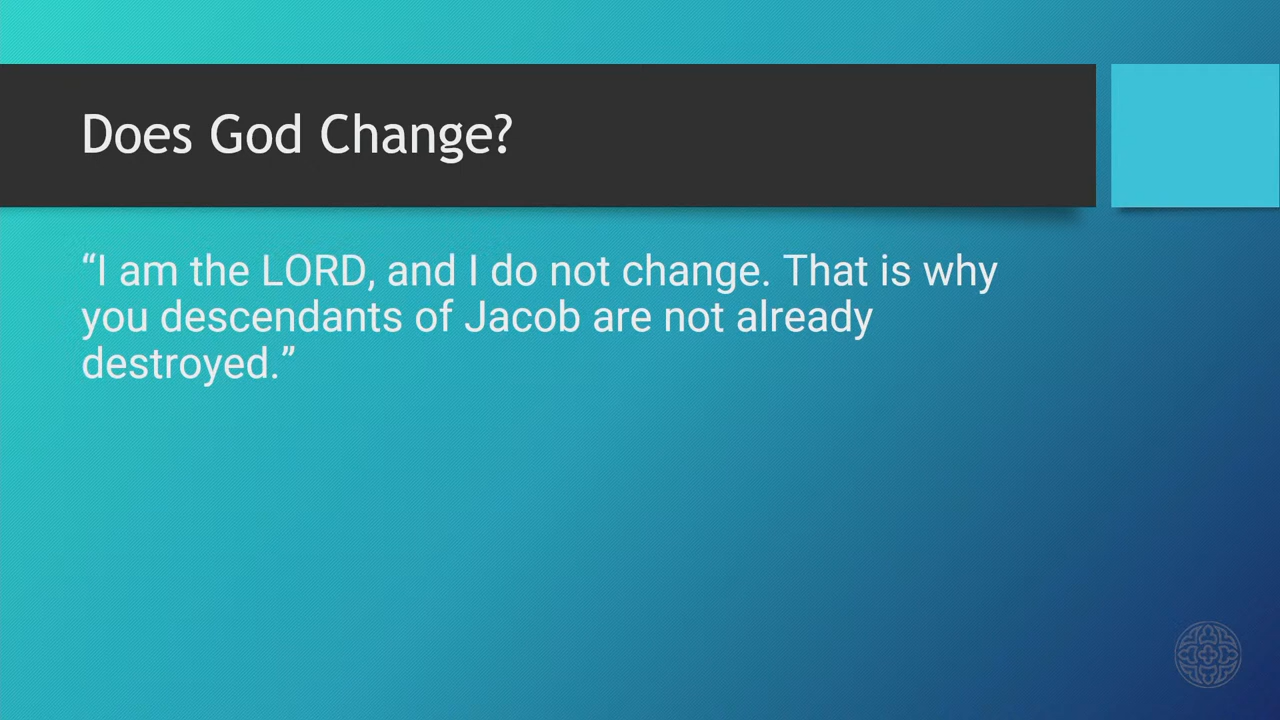 Does God Change?
“I am the LORD, and I do not change. That is why
you descendants of Jacob are not already
destroyed.”